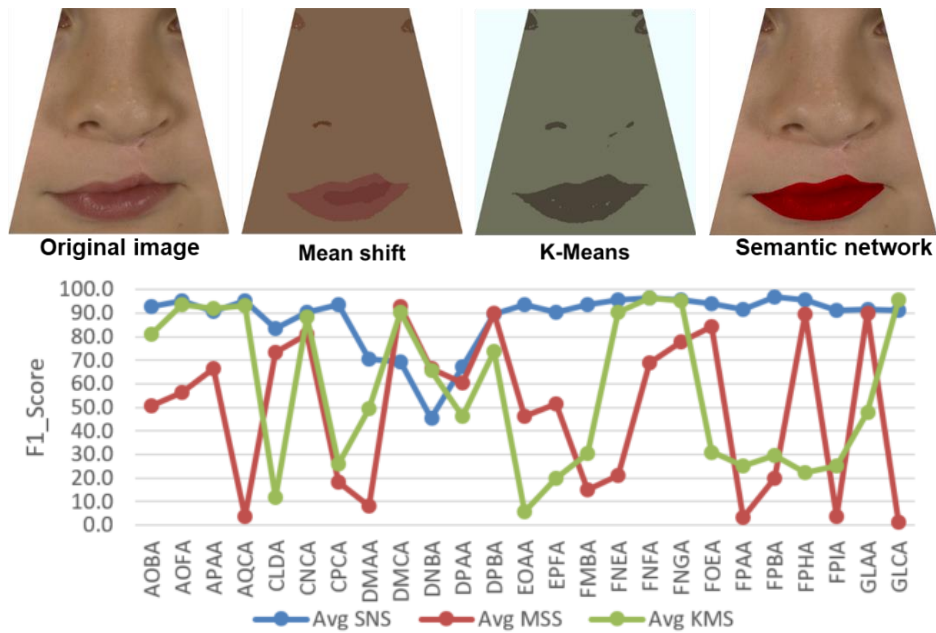 Original image
Mean shift
K-Means
Semantic network
100.0
90.0
80.0
70.0
60.0
50.0
40.0
30.0
20.0
10.0
0.0
F1_Score
AOBA
AOFA
APAA
AQCA
CLDA
CNCA
CPCA
DMAA
DMCA
DNBA
DPAA
DPBA
EOAA
EPFA
FMBA
FNEA
FNFA
FNGA
FOEA
FPAA
FPBA
FPHA
FPIA
GLAA
GLCA
Avg SNS
Avg MSS
Avg KMS